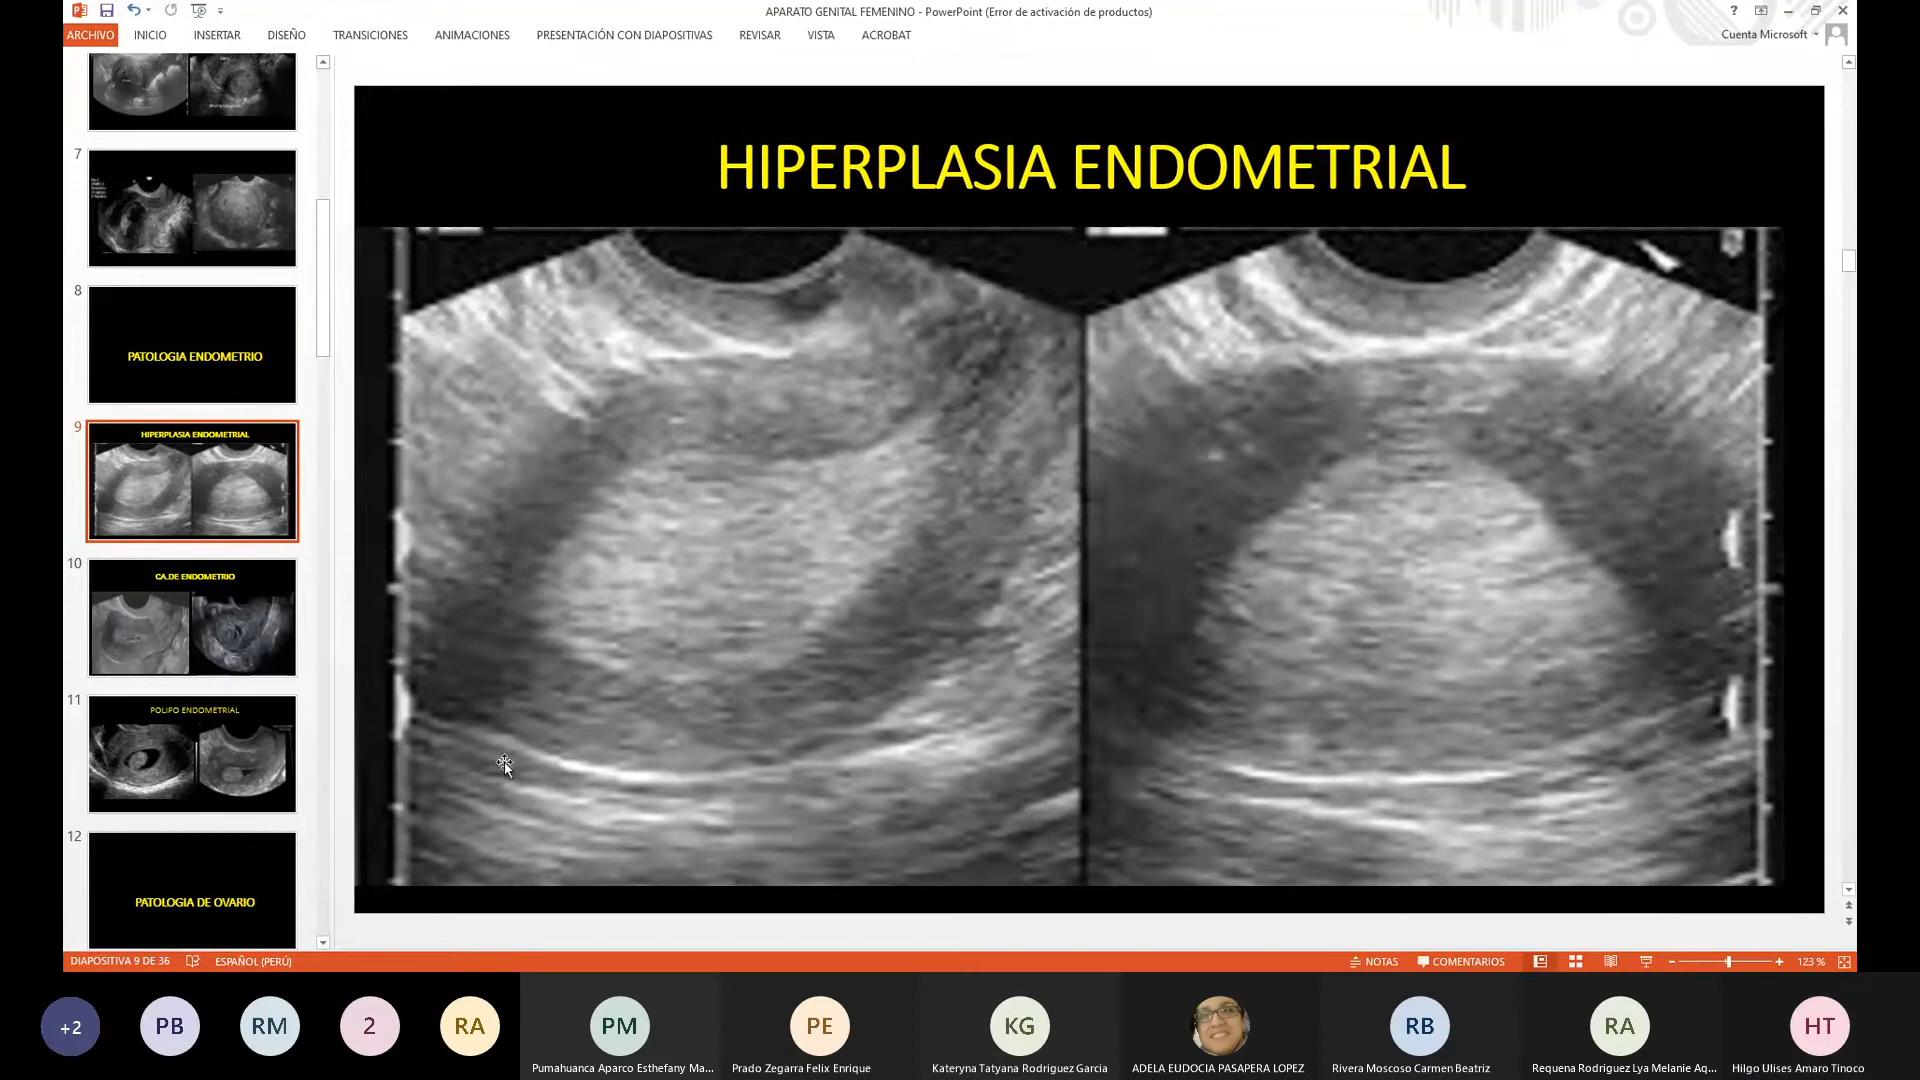 APARATO GENITAL FEMENINO - PowerPoint (Error de activación de productos)
?
ARCHIVO INICIO INSERTAR DISEÑO TRANSICIONES ANIMACIONES PRESENTACIÓN CON DIAPOSITIVAS REVISAR VISTA ACROBAT
Cuenta Microsoft
7
8
PATOLOGIA ENDOMETRIO
9
HIPERPLASIA ENDOMETRIAL
10
CA.DE ENDOMETRIO
11
POLIPO ENDOMETRIAL
12
PATOLOGIA DE OVARIO
HIPERPLASIA ENDOMETRIAL
DIAPOSITIVA 9 DE 36 ESPAÑOL (PERÚ)
NOTAS COMENTARIOS 123 %
+2 PB RM 2 RA PM PE KG RB RA HT
Pumahuanca Aparco Esthefany Ma... Prado Zegarra Felix Enrique Kateryna Tatyana Rodriguez Garcia ADELA EUDOCIA PASAPERA LOPEZ Rivera Moscoso Carmen Beatriz Requena Rodriguez Lya Melanie Aq... Hilgo Ulises Amaro Tinoco